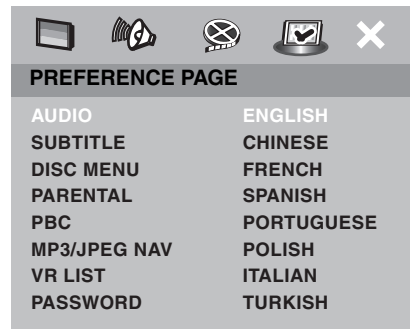 PREFERENCE PAGE
AUDIO ENGLISH
SUBTITLE CHINESE
DISC MENU FRENCH
PARENTAL SPANISH
PBC PORTUGUESE
MP3/JPEG NAV POLISH
VR LIST ITALIAN
PASSWORD TURKISH